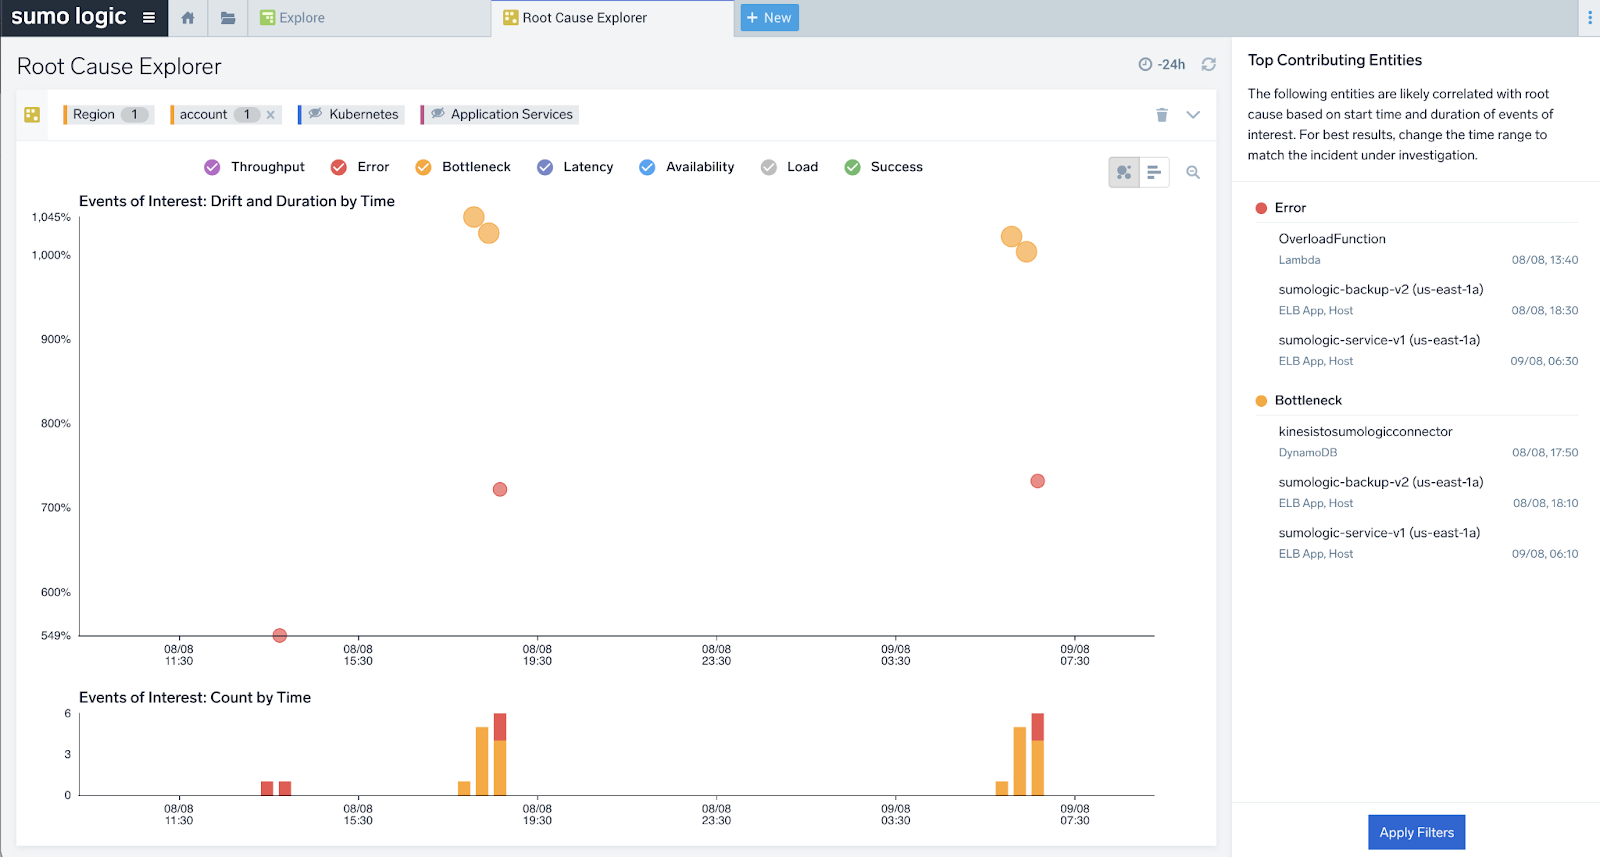 sumo logic
Explore
Root Cause Explorer
+ New
Root Cause Explorer
-24h
Region 1
account 1 ×
Kubernetes
Application Services
Throughput
Error
Bottleneck
Latency
Availability
Load
Success
Events of Interest: Drift and Duration by Time
1,045%
1,000%
900%
800%
700%
600%
549%
08/08
11:30
08/08
15:30
08/08
19:30
08/08
23:30
09/08
03:30
09/08
07:30
Events of Interest: Count by Time
6
3
0
08/08
11:30
08/08
15:30
08/08
19:30
08/08
23:30
09/08
03:30
09/08
07:30
Top Contributing Entities
The following entities are likely correlated with root
cause based on start time and duration of events of
interest. For best results, change the time range to
match the incident under investigation.
Error
OverloadFunction
Lambda 08/08, 13:40
sumologic-backup-v2 (us-east-1a)
ELB App, Host 08/08, 18:30
sumologic-service-v1 (us-east-1a)
ELB App, Host 09/08, 06:30
Bottleneck
kinesistosumologicconnector
DynamoDB 08/08, 17:50
sumologic-backup-v2 (us-east-1a)
ELB App, Host 08/08, 18:10
sumologic-service-v1 (us-east-1a)
ELB App, Host 09/08, 06:10
Apply Filters